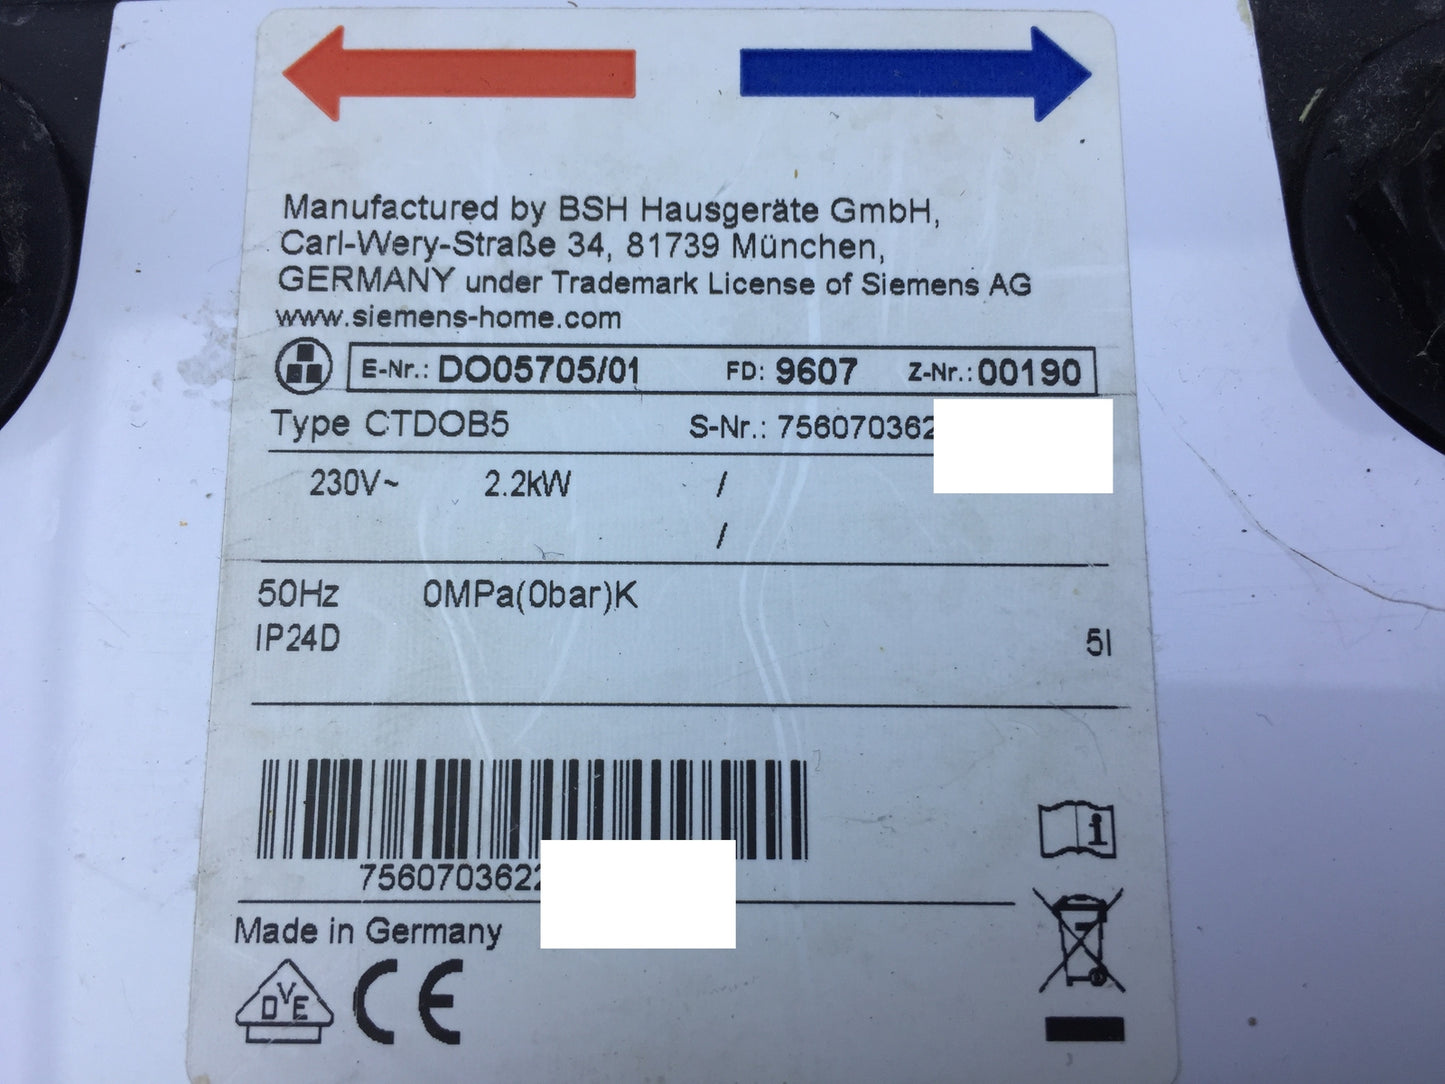 Manufactured by BSH Hausgeräte GmbH,
Carl-Wery-Straße 34, 81739 München,
GERMANY under Trademark License of Siemens AG
www.siemens-home.com
E-Nr.: DO05705/01 FD: 9607 Z-Nr.: 00190
Type CTDOB5 S-Nr.: 756070362
230V~ 2.2kW /
/
50Hz 0MPa(0bar)K
IP24D 5l
7560703622
Made in Germany
DVE CE